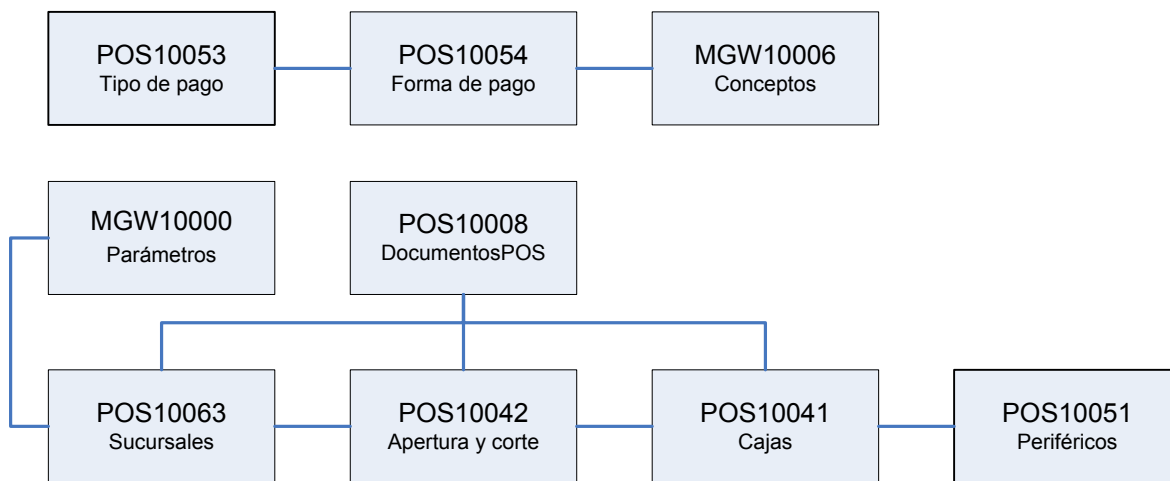 POS10053
Tipo de pago
POS10054
Forma de pago
MGW10006
Conceptos
MGW10000
Parámetros
POS10008
DocumentosPOS
POS10063
Sucursales
POS10042
Apertura y corte
POS10041
Cajas
POS10051
Periféricos